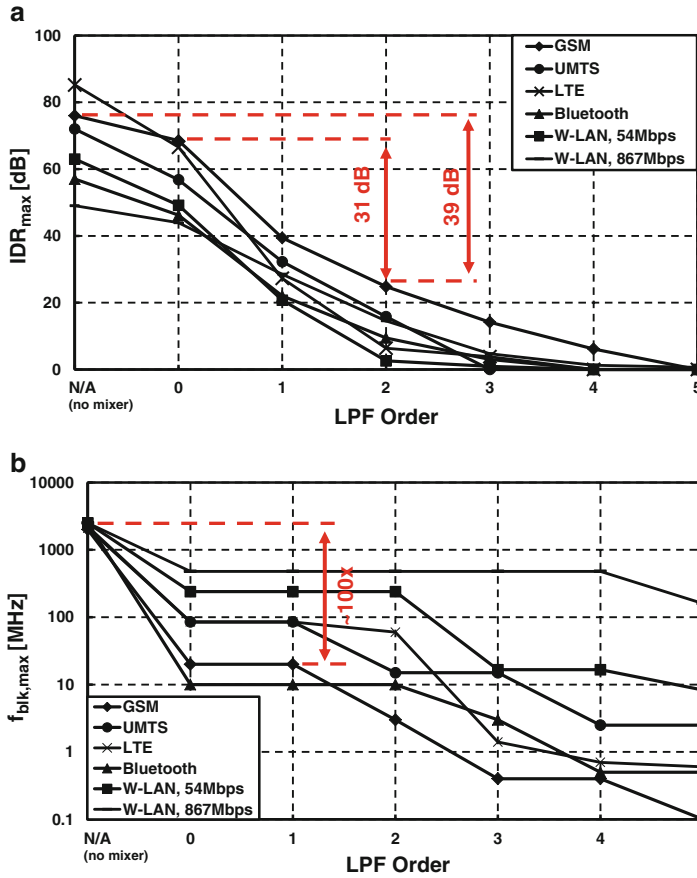 a
100
80
60
40
20
0
IDRmax [dB]
GSM
UMTS
LTE
Bluetooth
W-LAN, 54Mbps
W-LAN, 867Mbps
31 dB
39 dB
N/A 0 1 2 3 4 5
(no mixer)
LPF Order
b
10000
1000
100
10
1
0.1
fblk,max [MHz]
~100x
GSM
UMTS
LTE
Bluetooth
W-LAN, 54Mbps
W-LAN, 867Mbps
N/A 0 1 2 3 4
(no mixer)
LPF Order